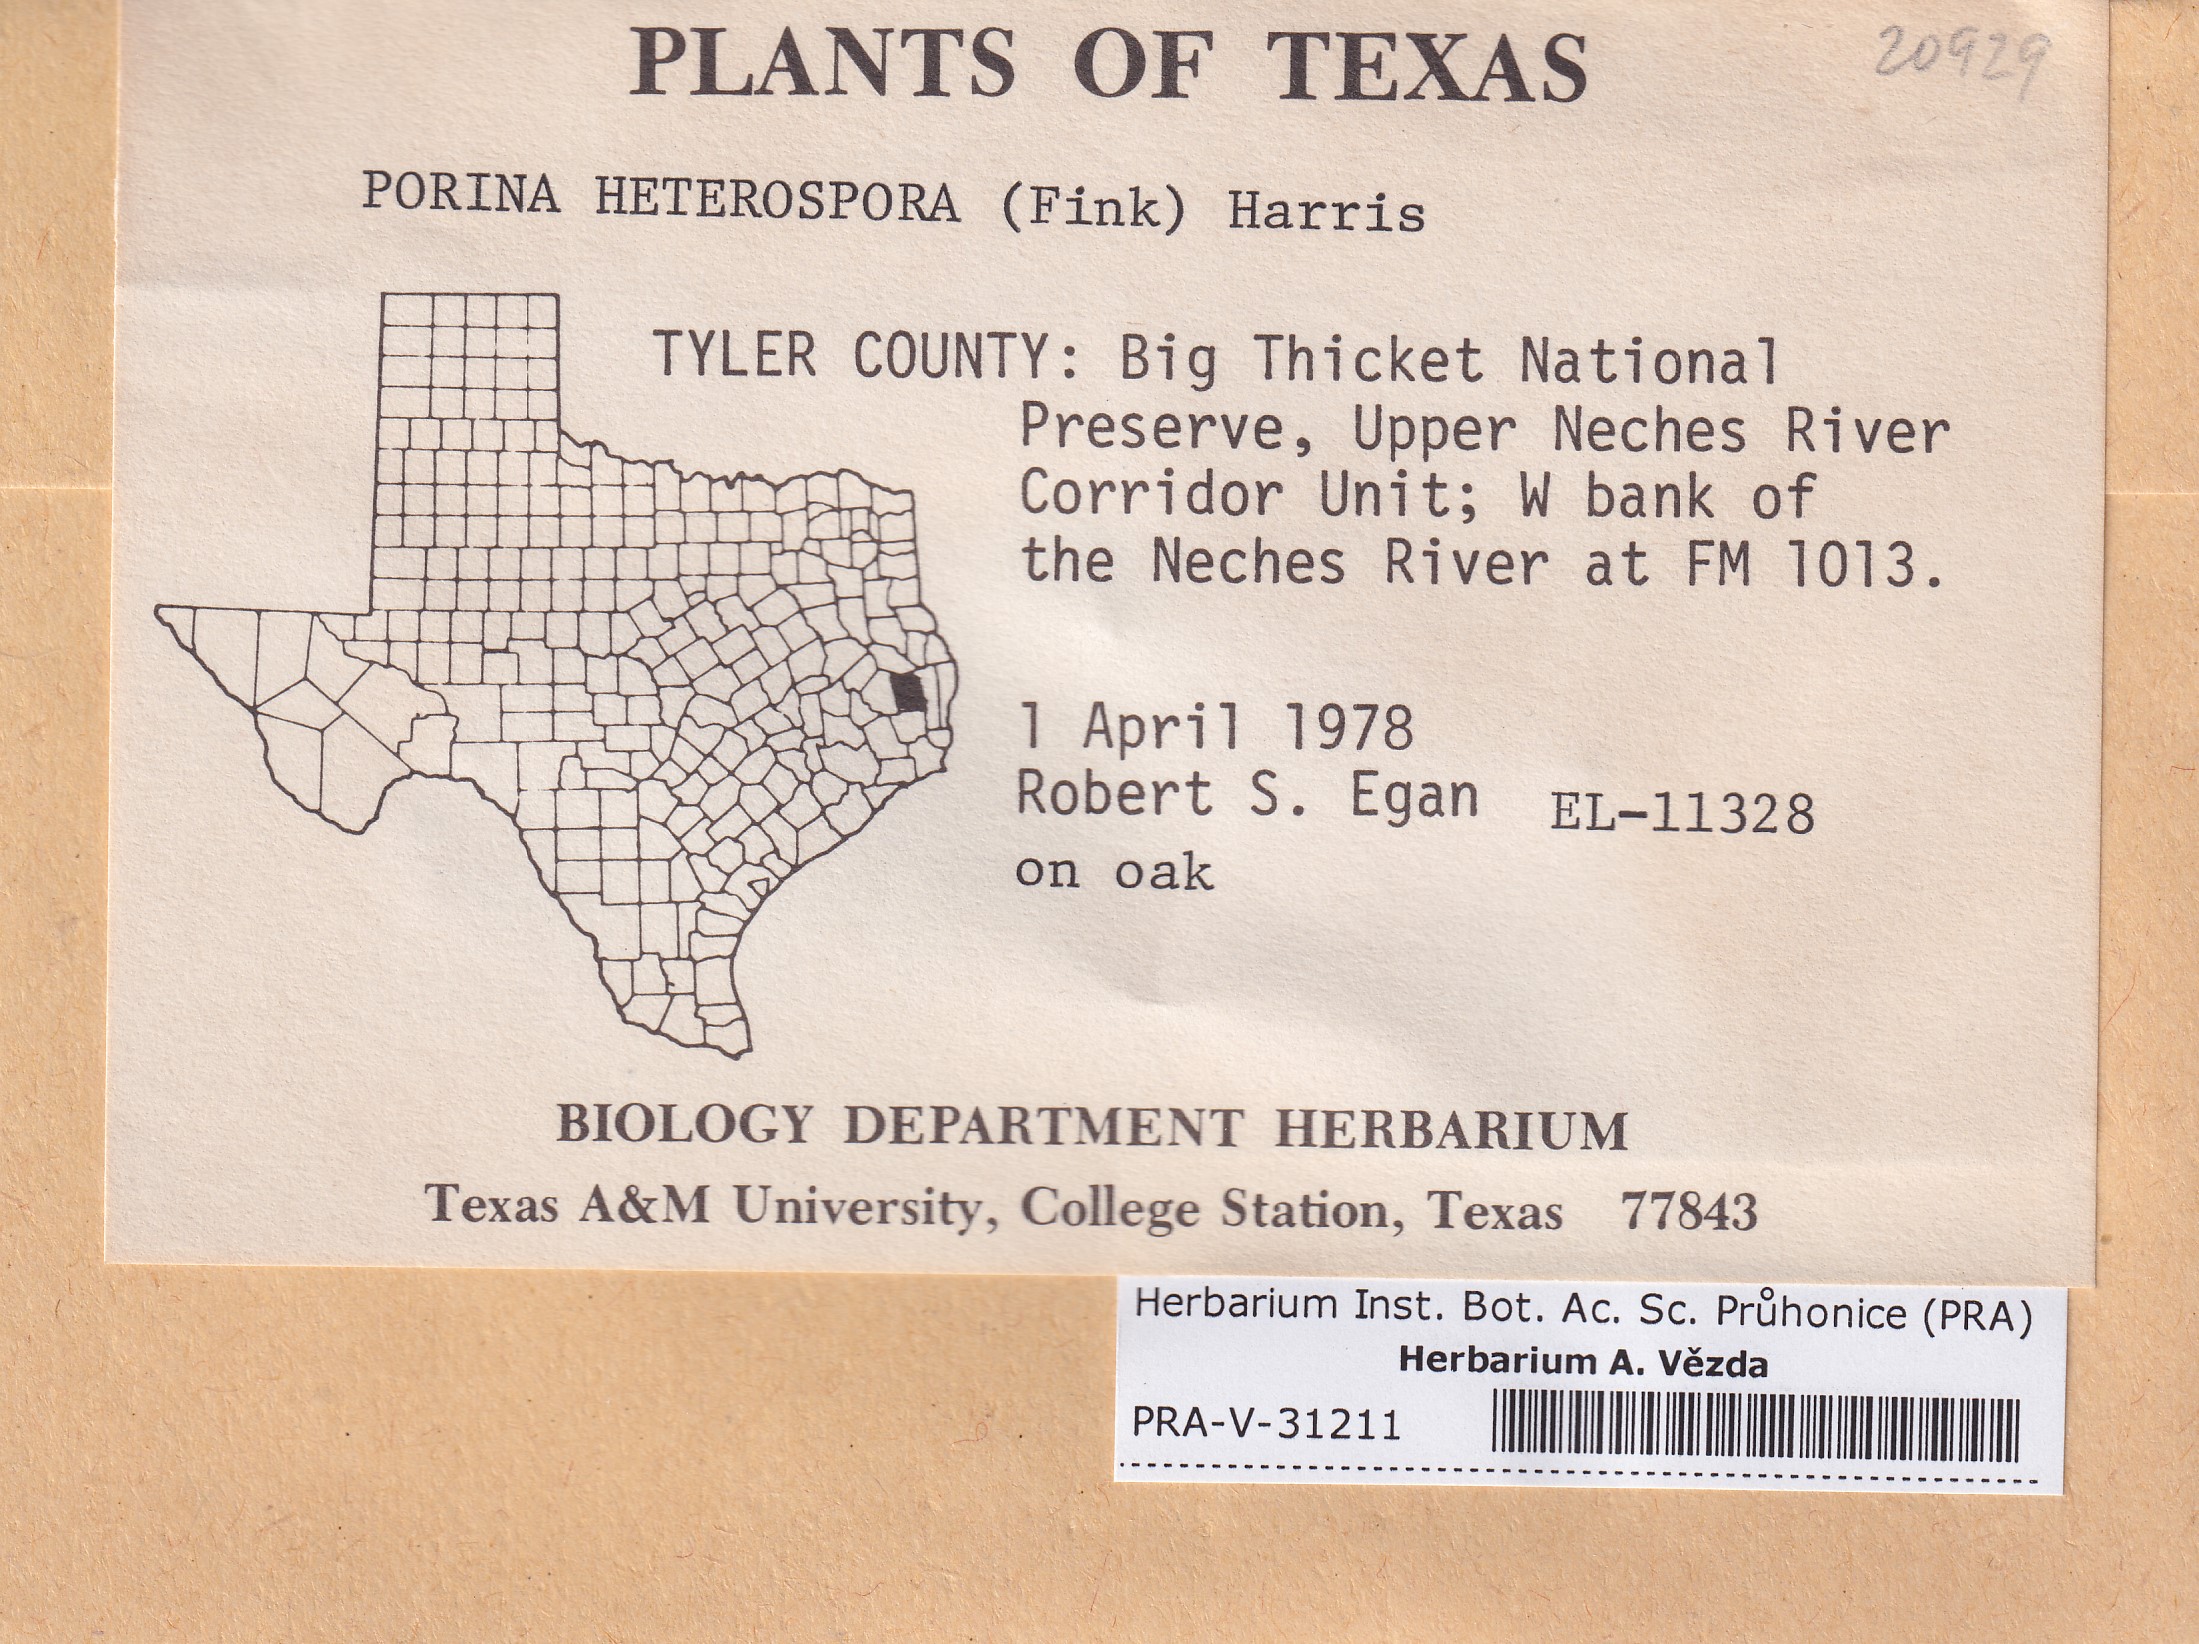 PLANTS OF TEXAS
20929
PORINA HETEROSPORA (Fink) Harris
TYLER COUNTY: Big Thicket National
Preserve, Upper Neches River
Corridor Unit; W bank of
the Neches River at FM 1013.
1 April 1978
Robert S. Egan EL-11328
on oak
BIOLOGY DEPARTMENT HERBARIUM
Texas A&M University, College Station, Texas 77843
Herbarium Inst. Bot. Ac. Sc. Průhonice (PRA)
Herbarium A. Vězda
PRA-V-31211